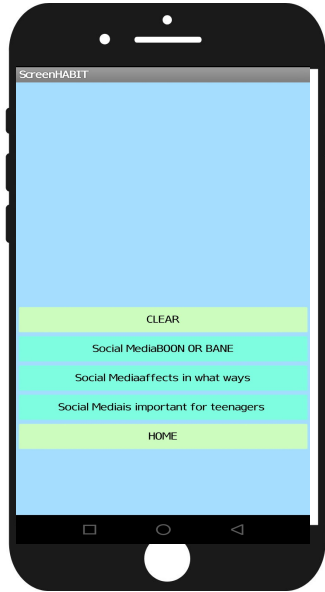 ScreenHABIT
CLEAR
Social MediaBOON OR BANE
Social Mediaaffects in what ways
Social Mediais important for teenagers
HOME